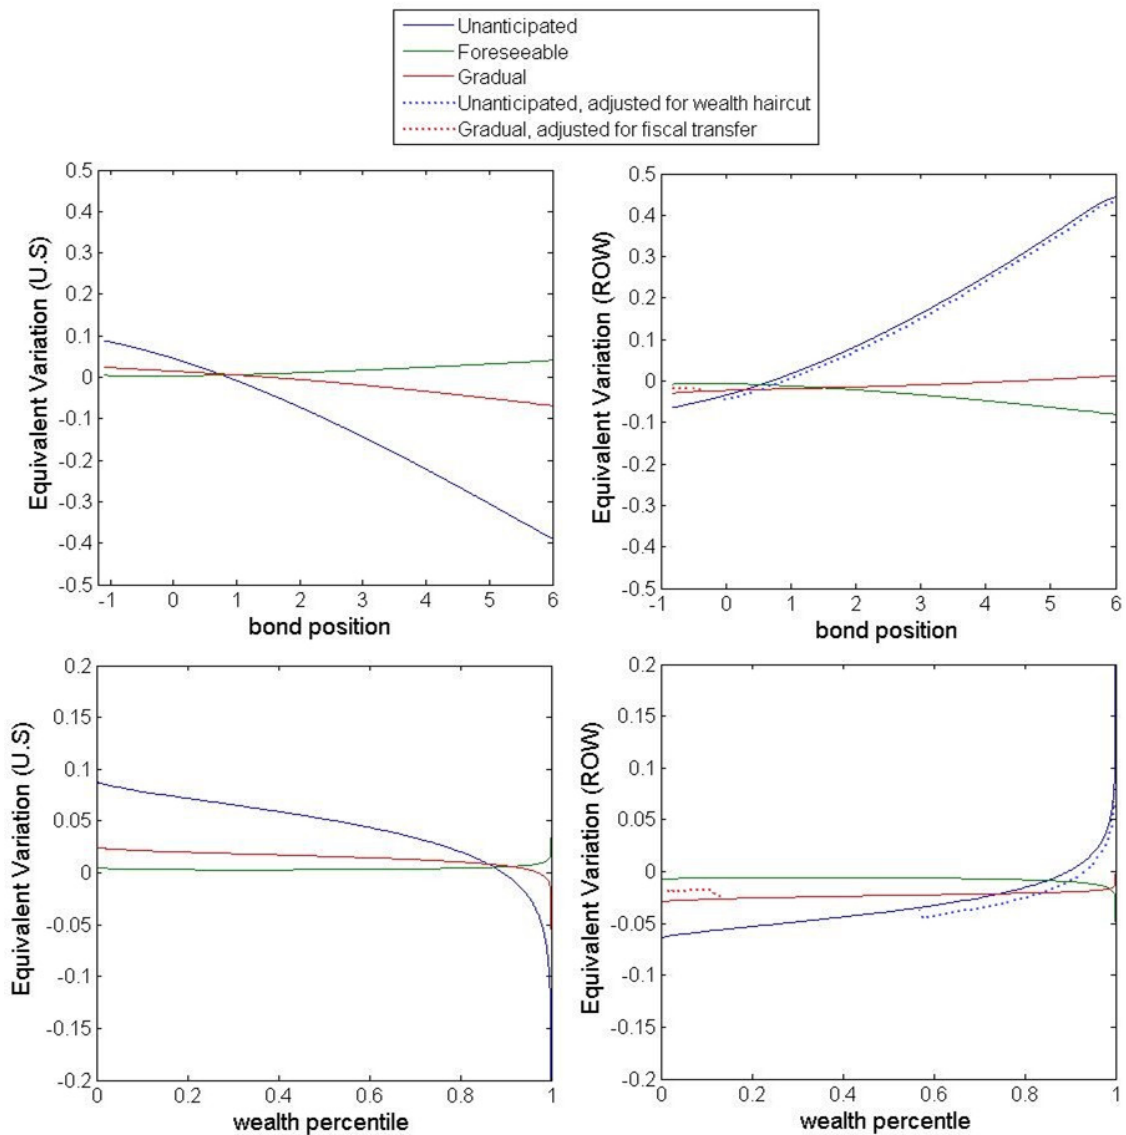 Unanticipated
Foreseeable
Gradual
Unanticipated, adjusted for wealth haircut
Gradual, adjusted for fiscal transfer
Equivalent Variation (U.S)
0.5
0.4
0.3
0.2
0.1
0
-0.1
-0.2
-0.3
-0.4
-0.5
-1 0 1 2 3 4 5 6
bond position
Equivalent Variation (ROW)
0.5
0.4
0.3
0.2
0.1
0
-0.1
-0.2
-0.3
-0.4
-0.5
-1 0 1 2 3 4 5 6
bond position
Equivalent Variation (U.S)
0.2
0.15
0.1
0.05
0
-0.05
-0.1
-0.15
-0.2
0 0.2 0.4 0.6 0.8 1
wealth percentile
Equivalent Variation (ROW)
0.2
0.15
0.1
0.05
0
-0.05
-0.1
-0.15
-0.2
0 0.2 0.4 0.6 0.8 1
wealth percentle